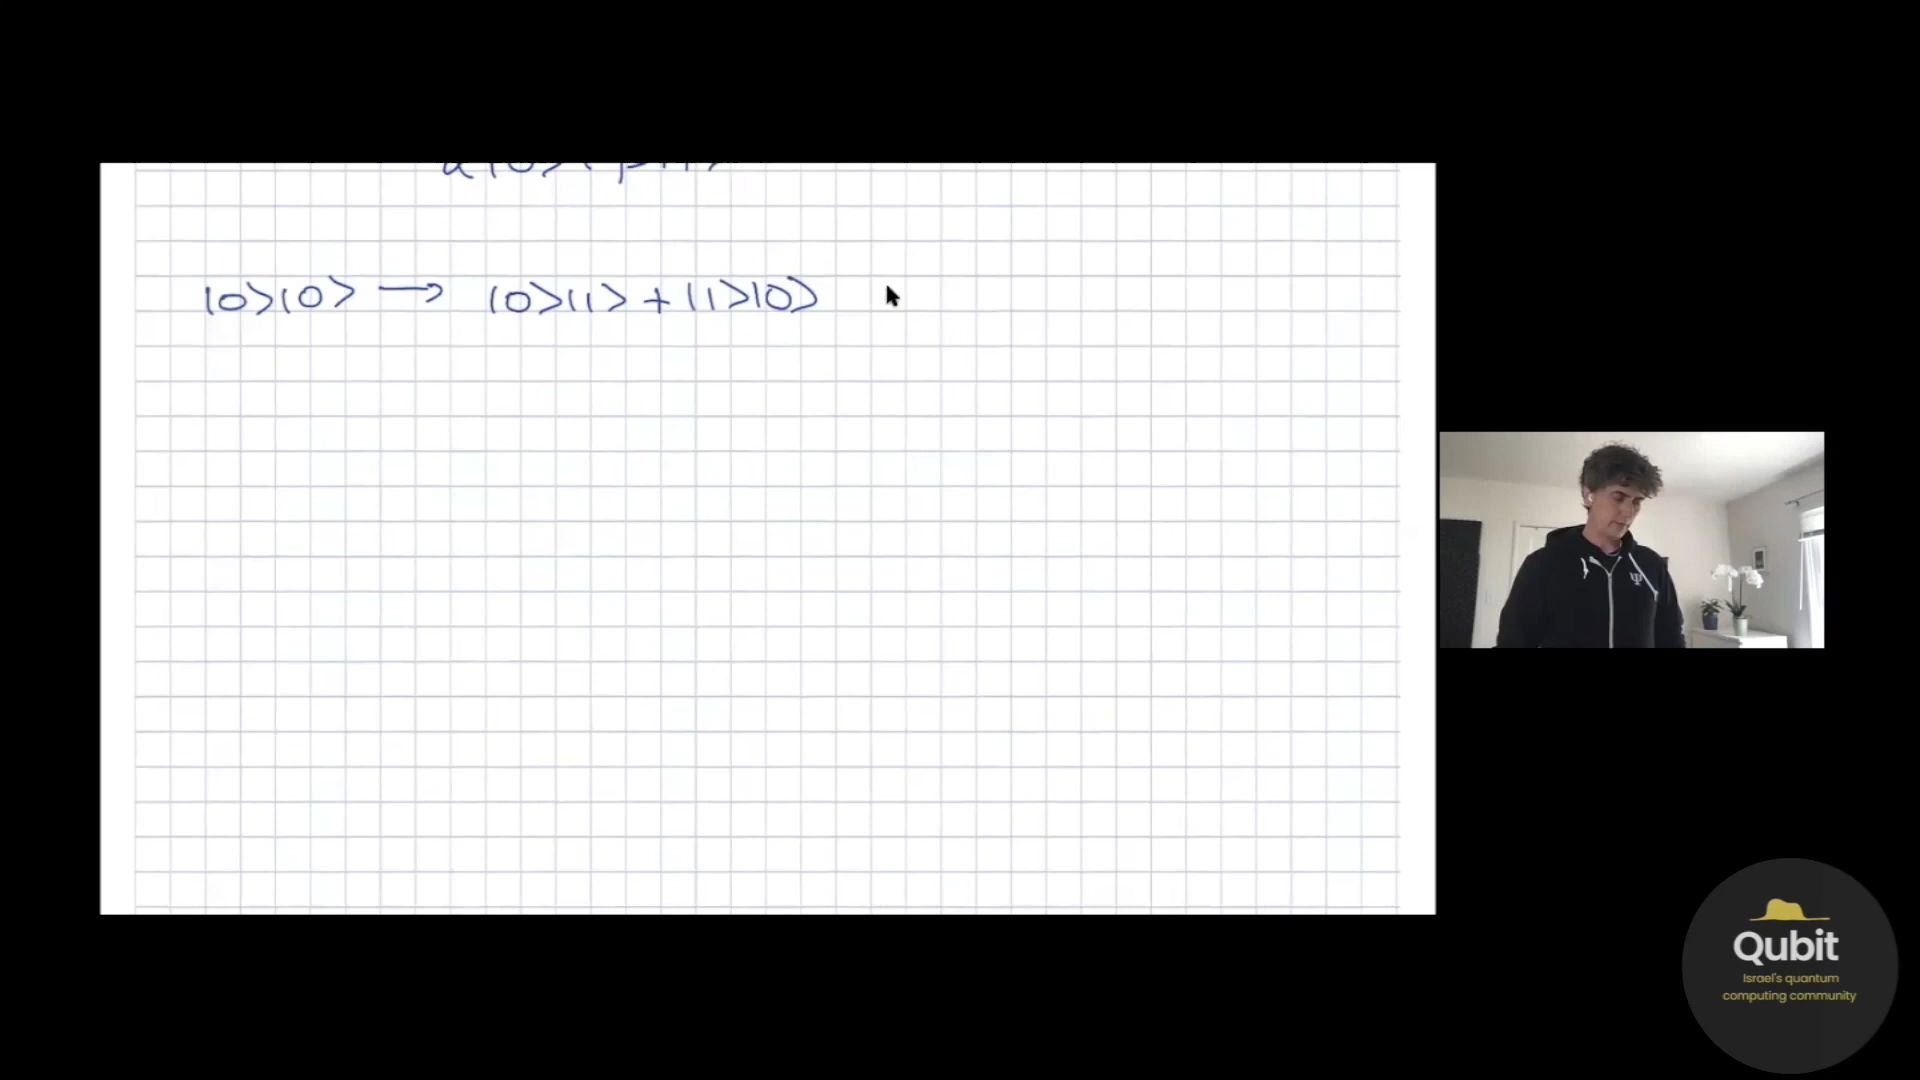 |0>|0> → |0>|1> + |1>|0>
Ψ
Qubit
Israel's quantum
computing community